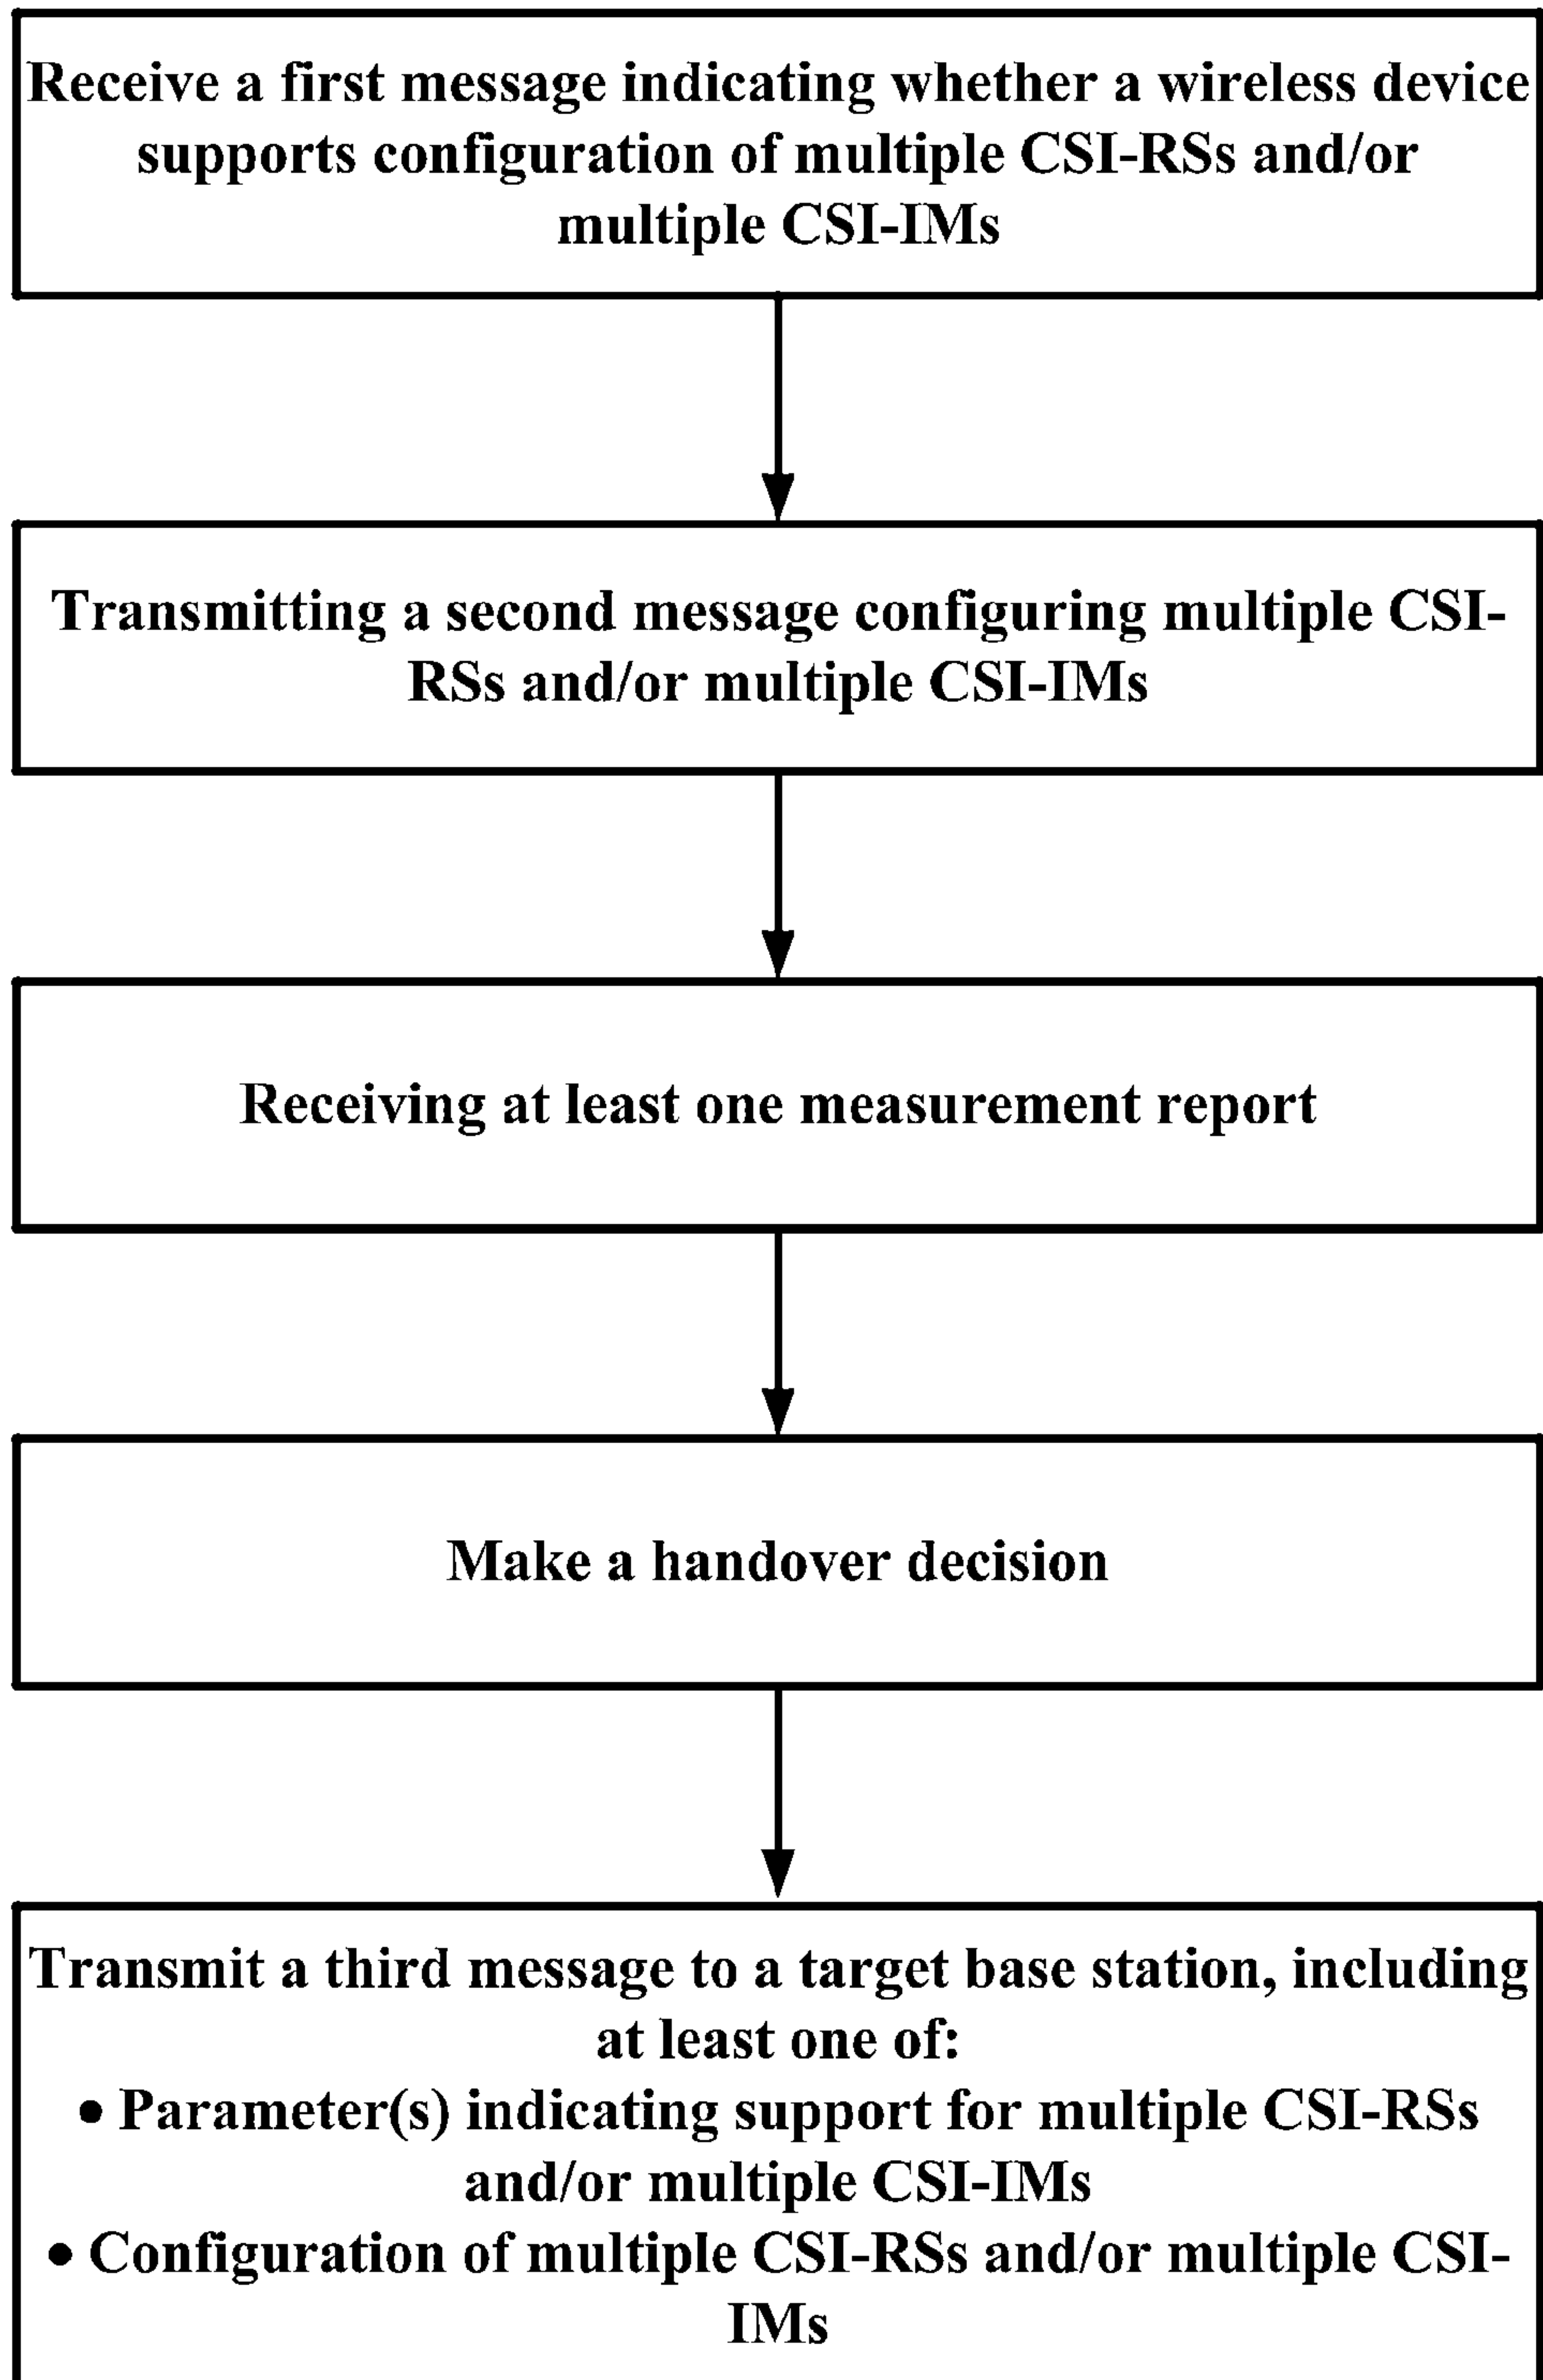 Receive a first message indicating whether a wireless device
supports configuration of multiple CSI-RSs and/or
multiple CSI-IMs
Transmitting a second message configuring multiple CSI-
RSs and/or multiple CSI-IMs
Receiving at least one measurement report
Make a handover decision
Transmit a third message to a target base station, including
at least one of:
• Parameter(s) indicating support for multiple CSI-RSs
and/or multiple CSI-IMs
• Configuration of multiple CSI-RSs and/or multiple CSI-
IMs